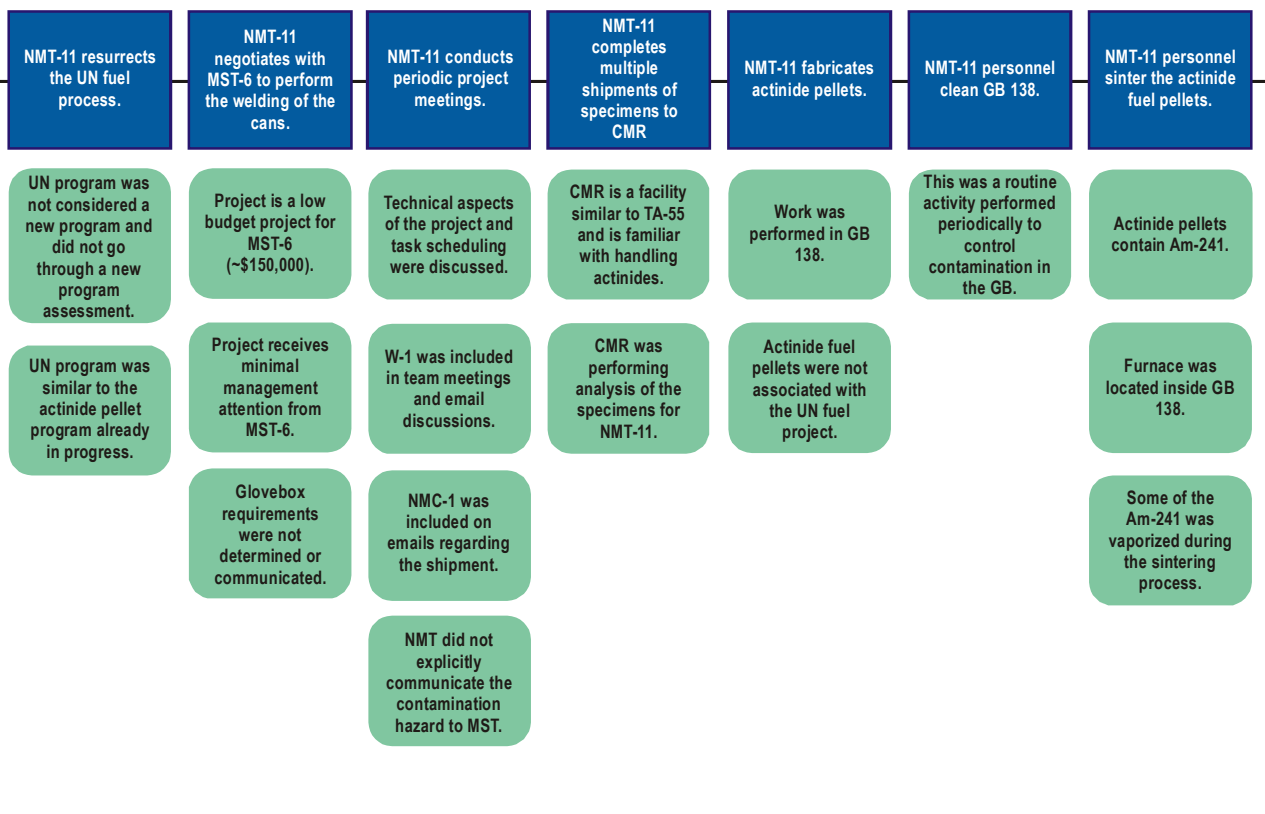 NMT-11 resurrects
the UN fuel
process.
NMT-11
negotiates with
MST-6 to perform
the welding of the
cans.
NMT-11 conducts
periodic project
meetings.
NMT-11
completes
multiple
shipments of
specimens to
CMR
NMT-11 fabricates
actinide pellets.
NMT-11 personnel
clean GB 138.
NMT-11 personnel
sinter the actinide
fuel pellets.
UN program was
not considered a
new program and
did not go
through a new
program
assessment.
UN program was
similar to the
actinide pellet
program already
in progress.
Project is a low
budget project for
MST-6
(~$150,000).
Project receives
minimal
management
attention from
MST-6.
Glovebox
requirements
were not
determined or
communicated.
Technical aspects
of the project and
task scheduling
were discussed.
W-1 was included
in team meetings
and email
discussions.
NMC-1 was
included on
emails regarding
the shipment.
NMT did not
explicitly
communicate the
contamination
hazard to MST.
CMR is a facility
similar to TA-55
and is familiar
with handling
actinides.
CMR was
performing
analysis of the
specimens for
NMT-11.
Work was
performed in GB
138.
Actinide fuel
pellets were not
associated with
the UN fuel
project.
This was a routine
activity performed
periodically to
control
contamination in
the GB.
Actinide pellets
contain Am-241.
Furnace was
located inside GB
138.
Some of the
Am-241 was
vaporized during
the sintering
process.